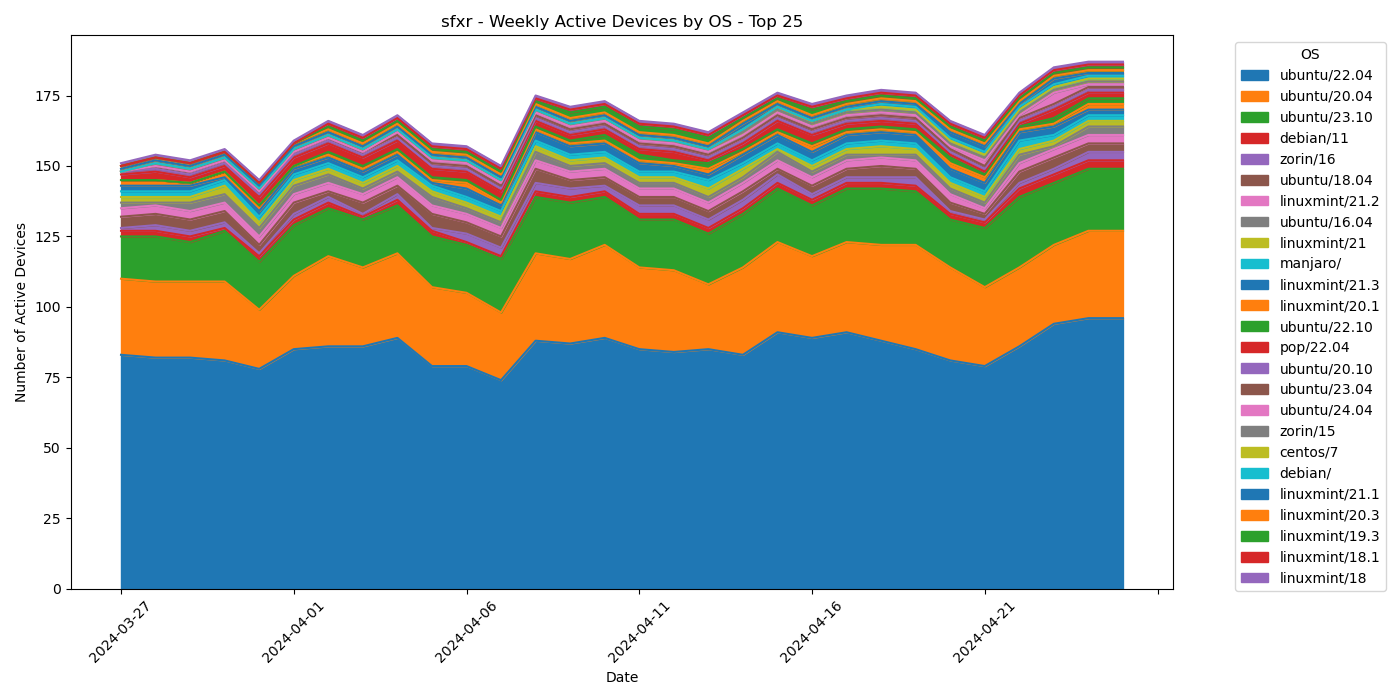 sfxr - Weekly Active Devices by OS - Top 25
Number of Active Devices
175
150
125
100
75
50
25
0
2024-03-27
2024-04-01
2024-04-06
2024-04-11
2024-04-16
2024-04-21
Date
OS
ubuntu/22.04
ubuntu/20.04
ubuntu/23.10
debian/11
zorin/16
ubuntu/18.04
linuxmint/21.2
ubuntu/16.04
linuxmint/21
manjaro/
linuxmint/21.3
linuxmint/20.1
ubuntu/22.10
pop/22.04
ubuntu/20.10
ubuntu/23.04
ubuntu/24.04
zorin/15
centos/7
debian/
linuxmint/21.1
linuxmint/20.3
linuxmint/19.3
linuxmint/18.1
linuxmint/18